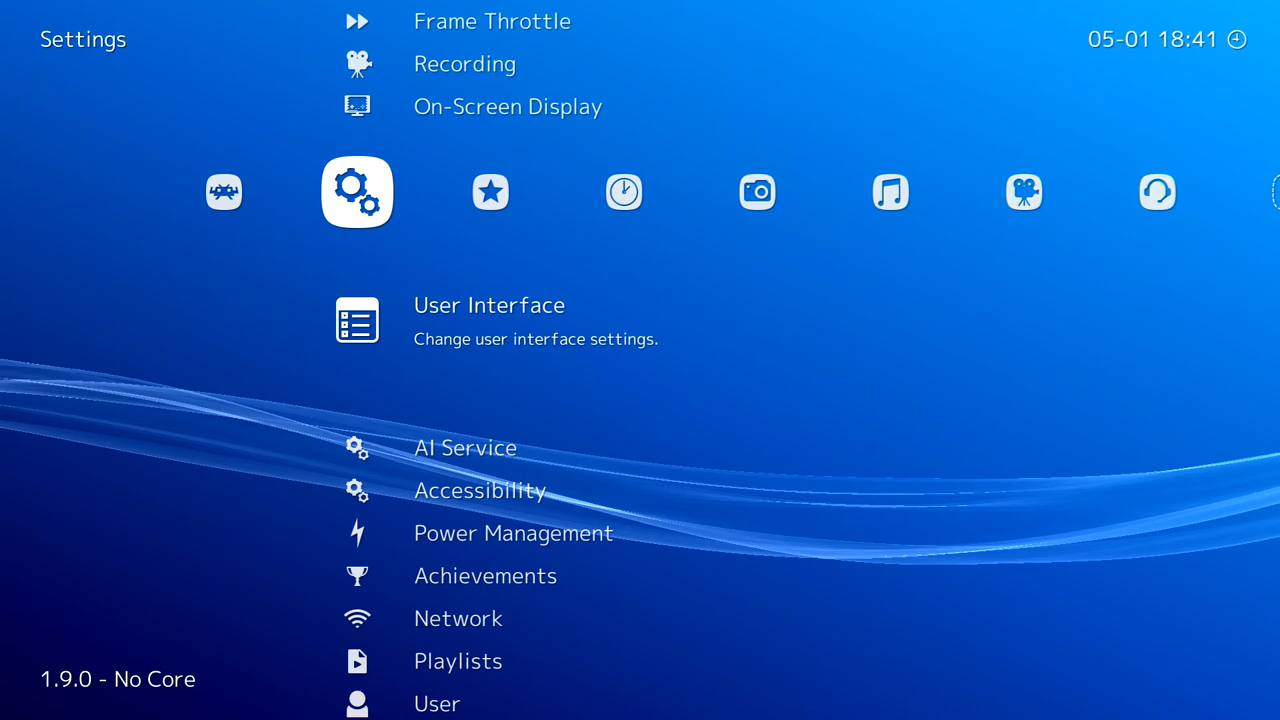 Frame Throttle
Settings
05-01 18:41
Recording
On-Screen Display
User Interface
Change user interface settings.
AI Service
Accessibility
Power Management
Achievements
Network
Playlists
1.9.0 - No Core
User